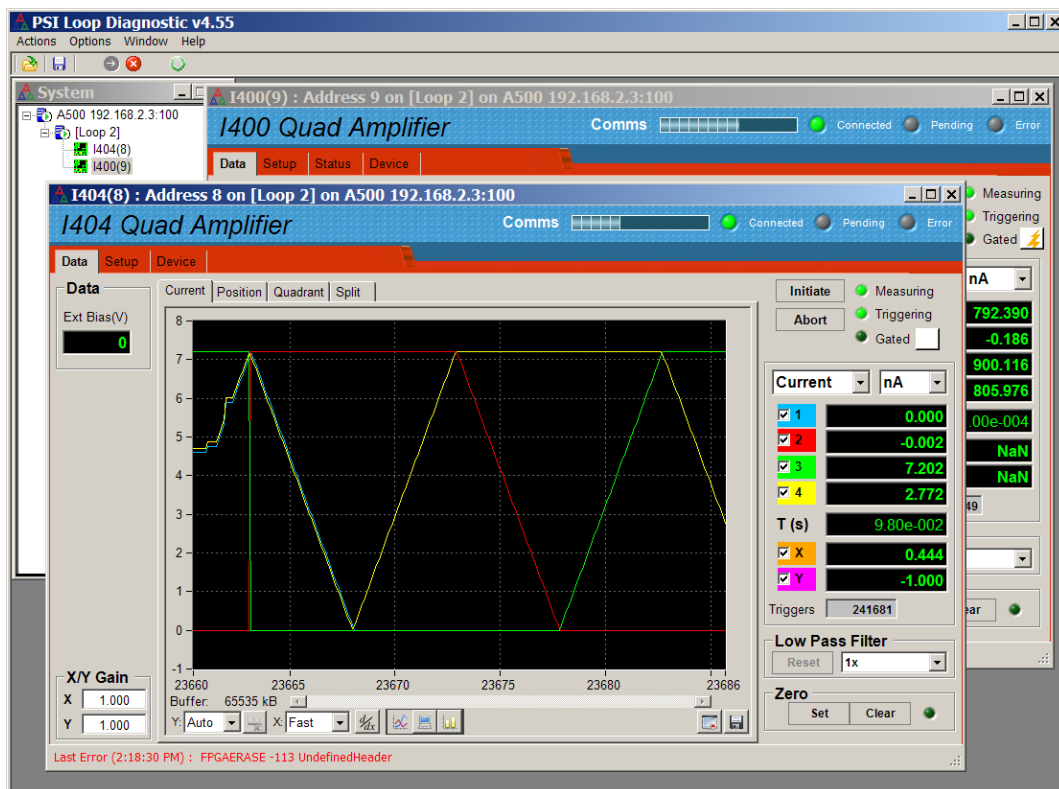 PSI Loop Diagnostic v4.55
Actions Options Window Help
System
A500 192.168.2.3:100
[Loop 2]
I404(8)
I400(9)
I400(9) : Address 9 on [Loop 2] on A500 192.168.2.3:100
I400 Quad Amplifier
Comms
Connected
Pending
Error
Data Setup Status Device
Measuring
Triggering
Gated
nA
792.390
-0.186
900.116
805.976
.00e-004
NaN
NaN
49
ear
I404(8) : Address 8 on [Loop 2] on A500 192.168.2.3:100
I404 Quad Amplifier
Comms
Connected
Pending
Error
Data Setup Device
Data
Ext Bias(V)
0
X/Y Gain
X 1.000
Y 1.000
Current Position Quadrant Split
8
7
6
5
4
3
2
1
0
-1
23660 23665 23670 23675 23680 23686
Buffer: 65535 kB
Y: Auto X: Fast d/dx
Initiate
Abort
Measuring
Triggering
Gated
Current nA
1 0.000
2 -0.002
3 7.202
4 2.772
T (s) 9.80e-002
X 0.444
Y -1.000
Triggers 241681
Low Pass Filter
Reset 1x
Zero
Set Clear
Last Error (2:18:30 PM) : FPGAERASE -113 UndefinedHeader